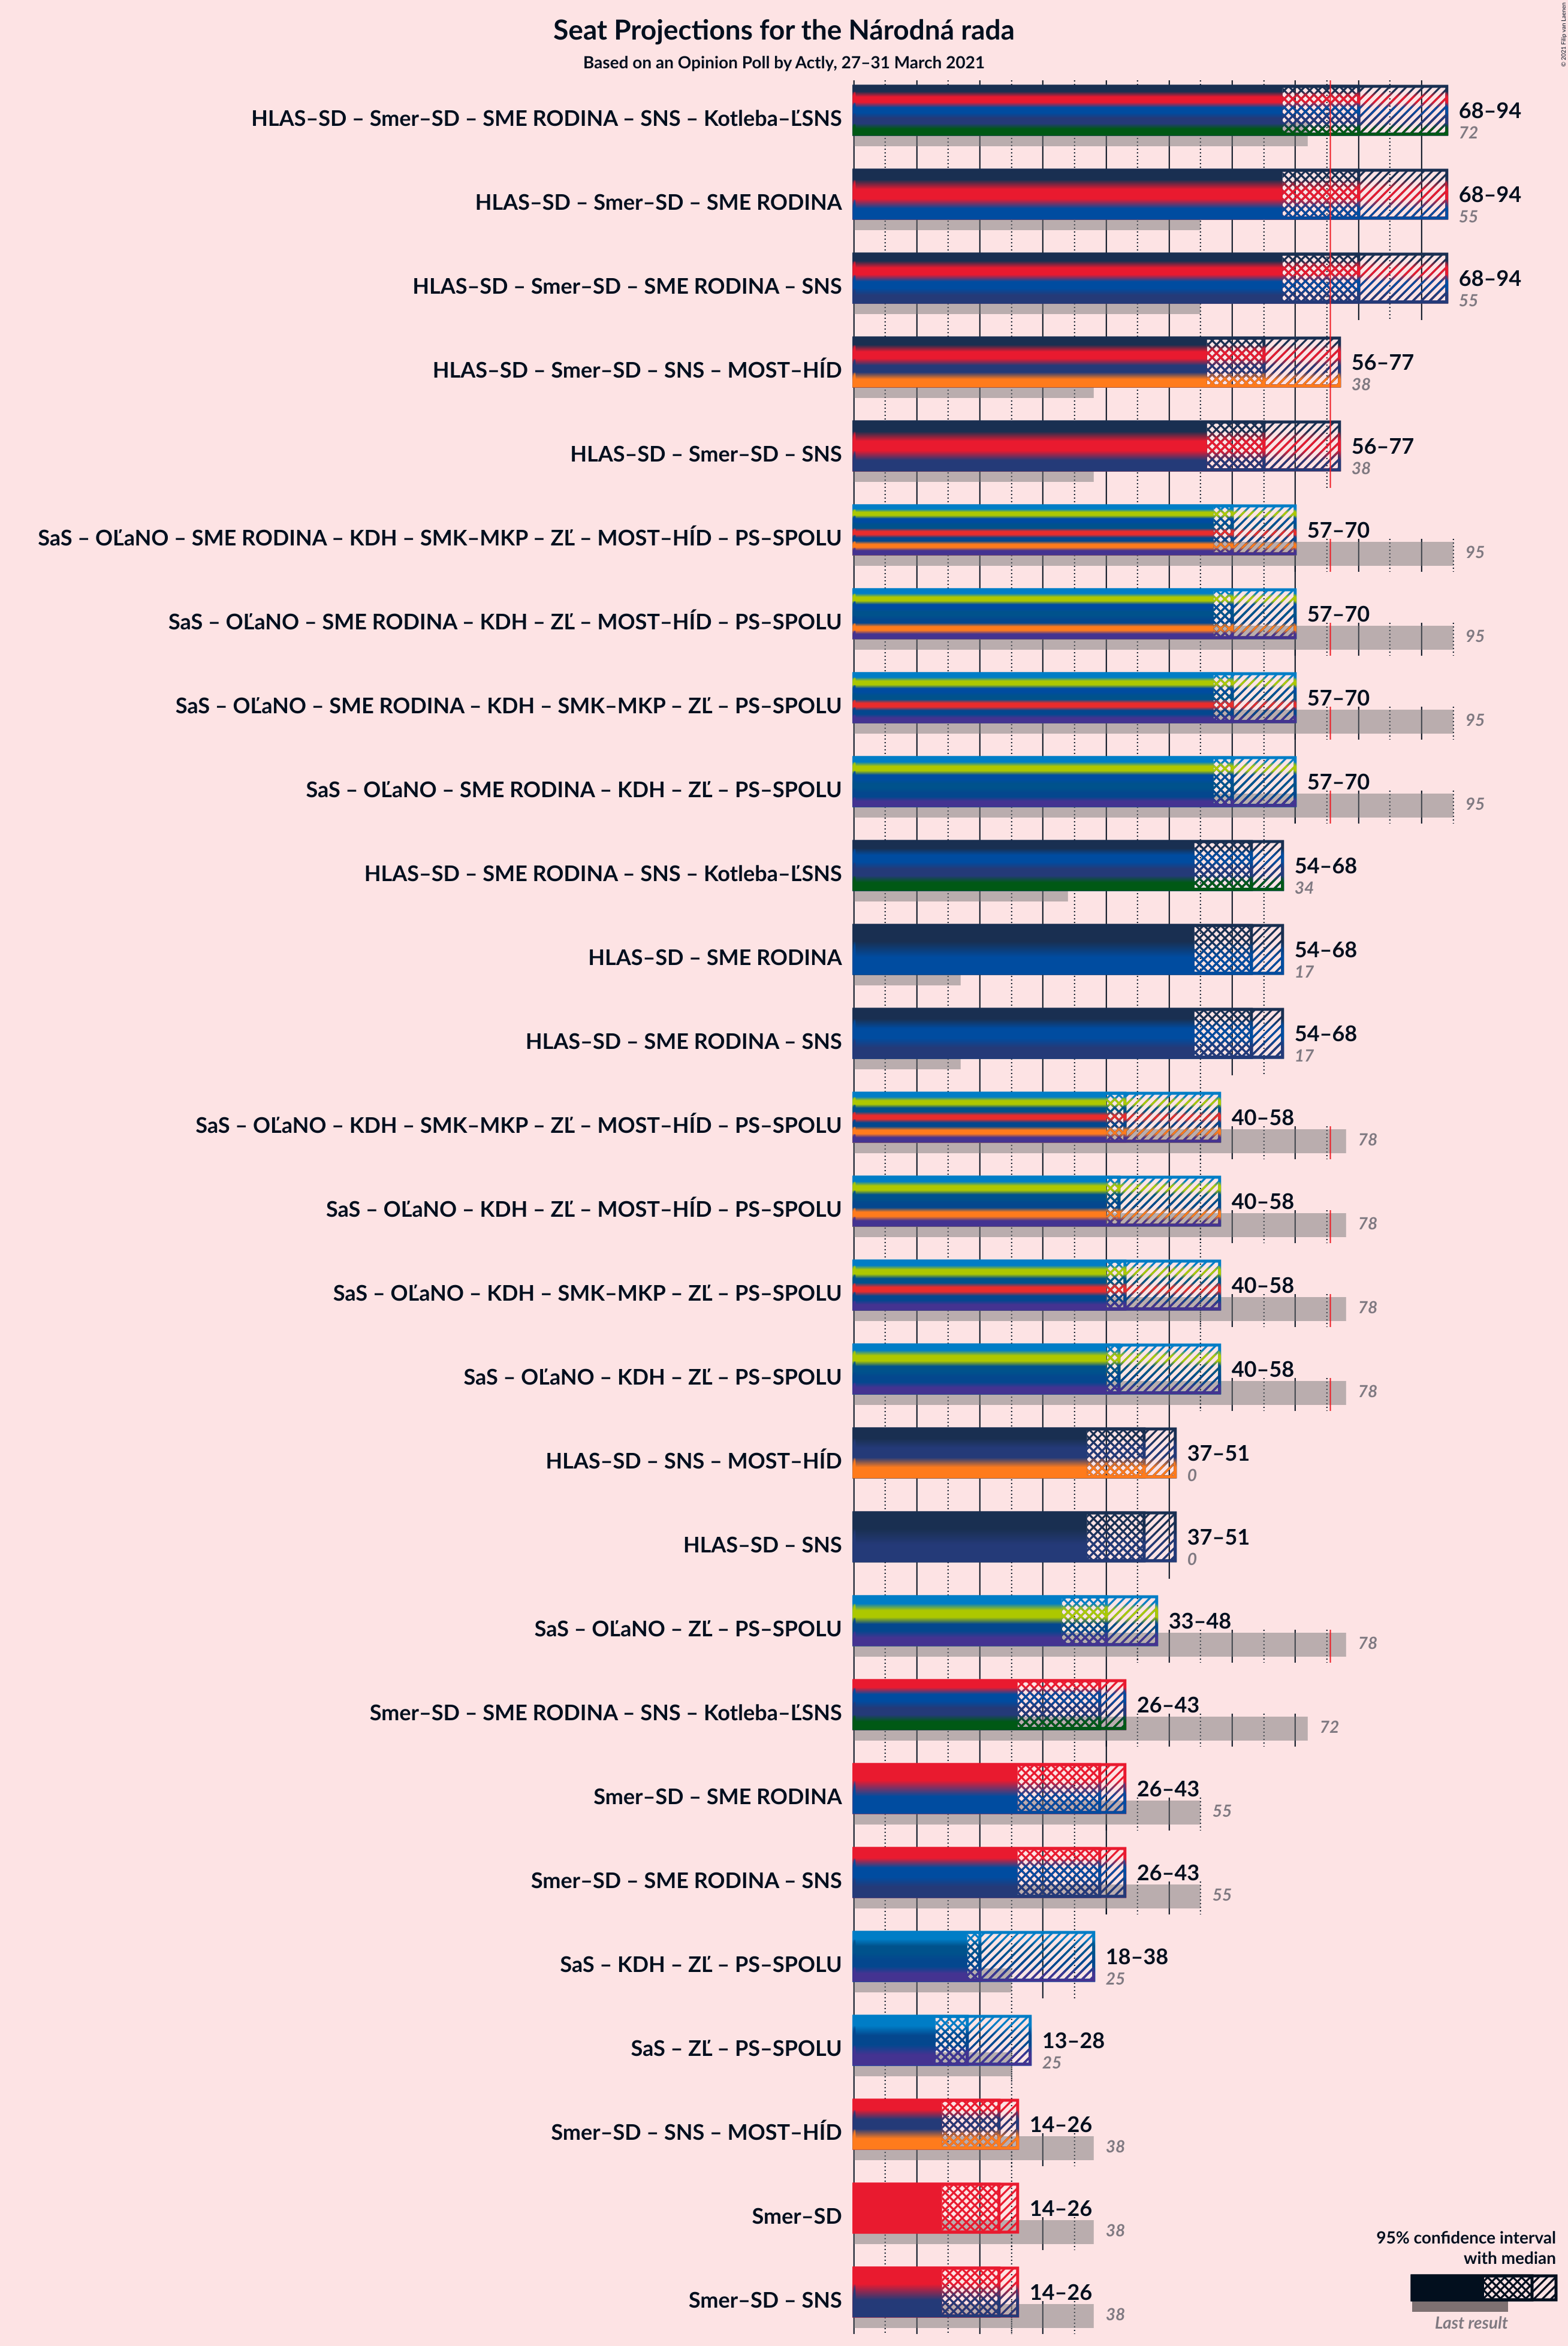 Seat Projections for the Národná rada
Based on an Opinion Poll by Actly, 27–31 March 2021
© 2021 Filip van Laenen
HLAS–SD – Smer–SD – SME RODINA – SNS – Kotleba–ĽSNS
68–94
72
HLAS–SD – Smer–SD – SME RODINA
68–94
55
HLAS–SD – Smer–SD – SME RODINA – SNS
68–94
55
HLAS–SD – Smer–SD – SNS – MOST–HÍD
56–77
38
HLAS–SD – Smer–SD – SNS
56–77
38
SaS – OĽaNO – SME RODINA – KDH – SMK–MKP – ZĽ – MOST–HÍD – PS–SPOLU
57–70
95
SaS – OĽaNO – SME RODINA – KDH – ZĽ – MOST–HÍD – PS–SPOLU
57–70
95
SaS – OĽaNO – SME RODINA – KDH – SMK–MKP – ZĽ – PS–SPOLU
57–70
95
SaS – OĽaNO – SME RODINA – KDH – ZĽ – PS–SPOLU
57–70
95
HLAS–SD – SME RODINA – SNS – Kotleba–ĽSNS
54–68
34
HLAS–SD – SME RODINA
54–68
17
HLAS–SD – SME RODINA – SNS
54–68
17
SaS – OĽaNO – KDH – SMK–MKP – ZĽ – MOST–HÍD – PS–SPOLU
40–58
78
SaS – OĽaNO – KDH – ZĽ – MOST–HÍD – PS–SPOLU
40–58
78
SaS – OĽaNO – KDH – SMK–MKP – ZĽ – PS–SPOLU
40–58
78
SaS – OĽaNO – KDH – ZĽ – PS–SPOLU
40–58
78
HLAS–SD – SNS – MOST–HÍD
37–51
0
HLAS–SD – SNS
37–51
0
SaS – OĽaNO – ZĽ – PS–SPOLU
33–48
78
Smer–SD – SME RODINA – SNS – Kotleba–ĽSNS
26–43
72
Smer–SD – SME RODINA
26–43
55
Smer–SD – SME RODINA – SNS
26–43
55
SaS – KDH – ZĽ – PS–SPOLU
18–38
25
SaS – ZĽ – PS–SPOLU
13–28
25
Smer–SD – SNS – MOST–HÍD
14–26
38
Smer–SD
14–26
38
Smer–SD – SNS
14–26
38
95% confidence interval
with median
Last result